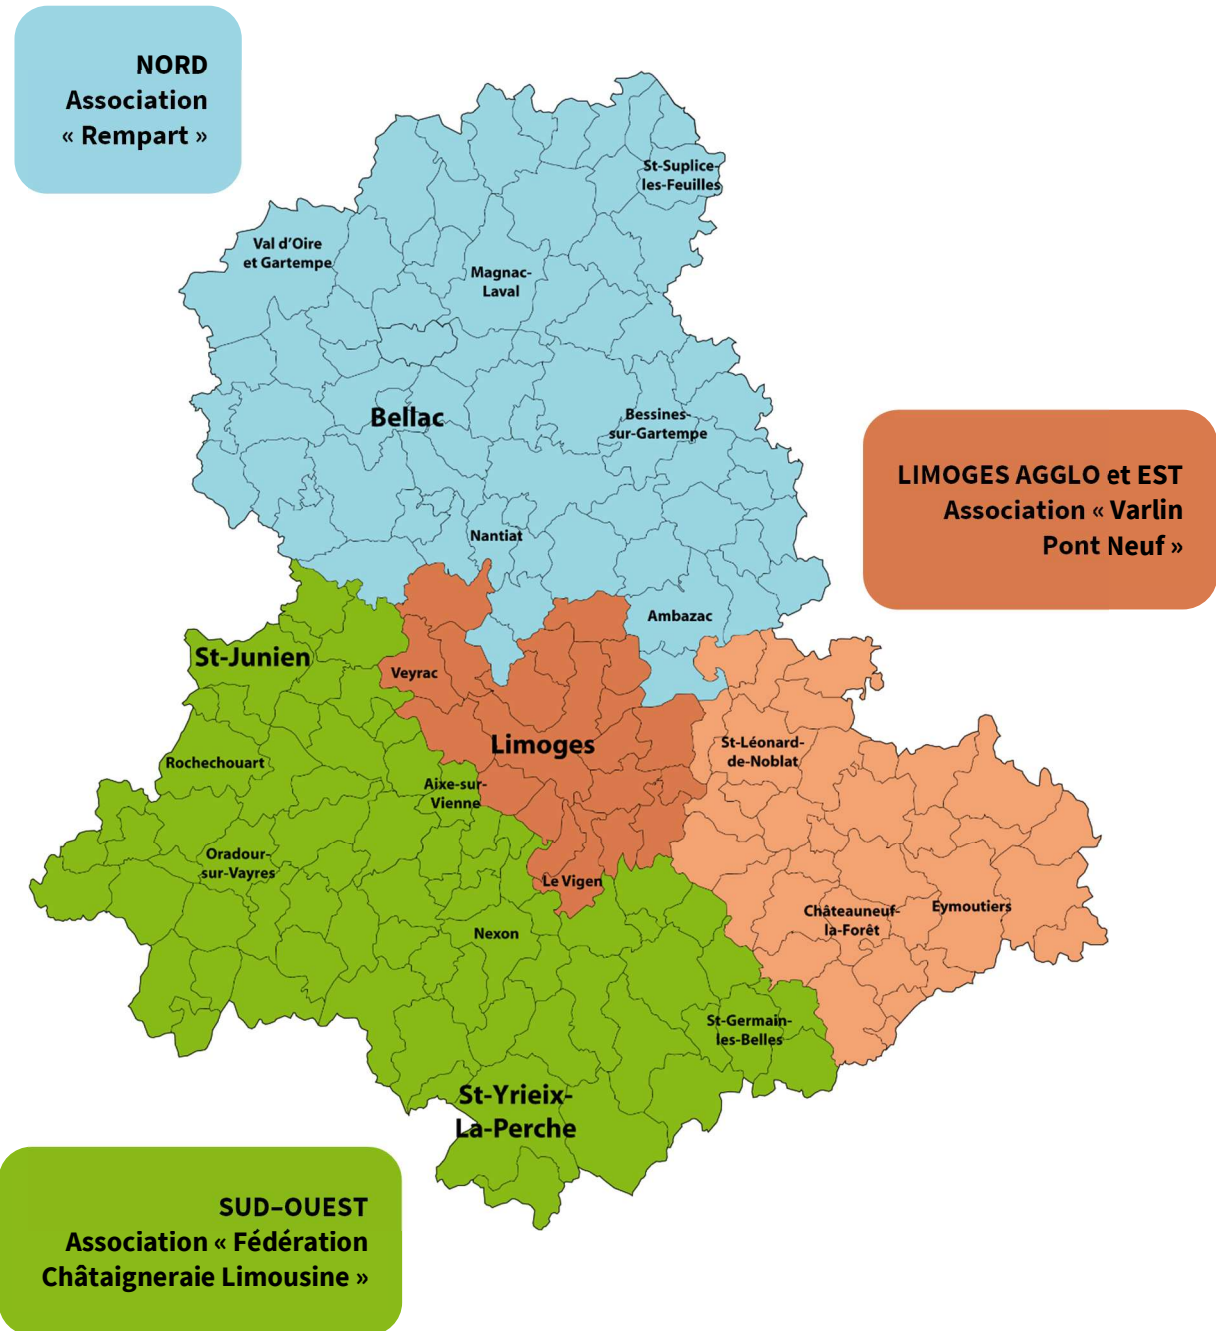 NORD
Association
« Rempart »
St-Suplice-
les-Feuilles
Val d’Oire
et Gartempe
Magnac-
Laval
Bellac
Bessines-
sur-Gartempe
LIMOGES AGGLO et EST
Association « Varlin
Pont Neuf »
Nantiat
Ambazac
St-Junien
Veyrac
Limoges
St-Léonard-
de-Noblat
Rochechouart
Aixe-sur-
Vienne
Oradour-
sur-Vayres
Le Vigen
Châteauneuf-
la-Forêt
Eymoutiers
Nexon
St-Germain-
les-Belles
St-Yrieix-
La-Perche
SUD–OUEST
Association « Fédération
Châtaigneraie Limousine »